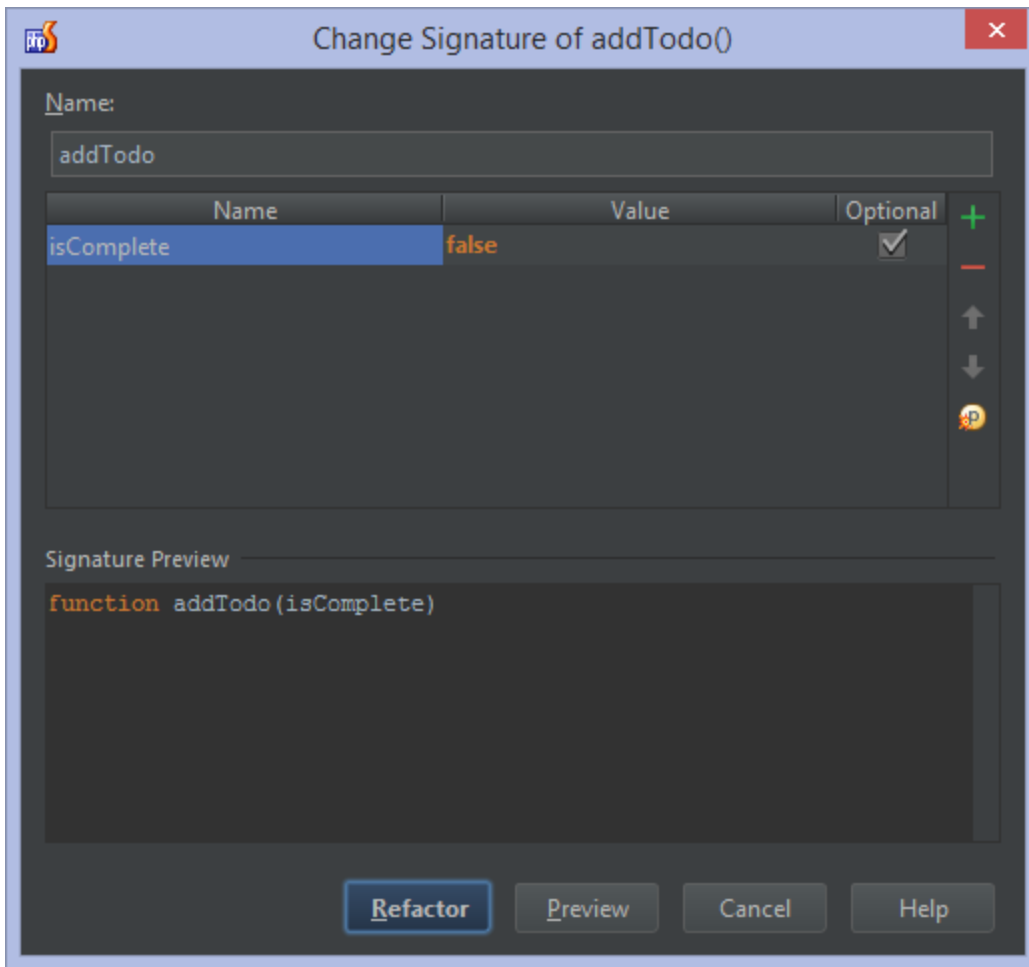 php
Change Signature of addTodo()
Name:
addTodo
Name Value Optional
isComplete false
Signature Preview
function addTodo(isComplete)
Refactor Preview Cancel Help